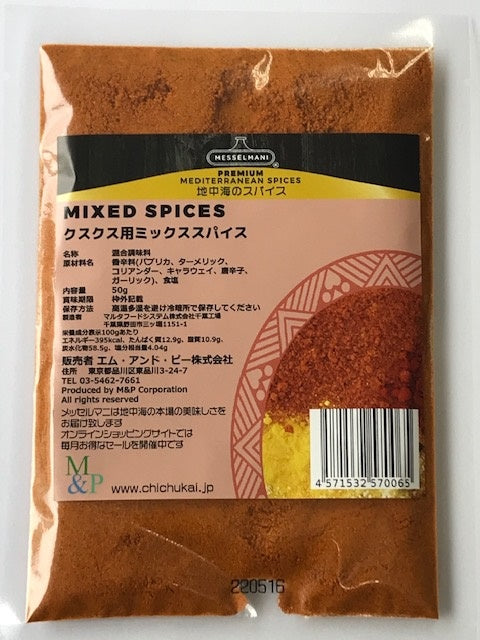 MESSELMANI
PREMIUM
MEDITERRANEAN SPICES
地中海のスパイス
MIXED SPICES
クスクス用ミックススパイス
名称 混合調味料
原材料名 香辛料(パプリカ、ターメリック、
コリアンダー、キャラウェイ、唐辛子、
ガーリック)、食塩
内容量 50g
賞味期限 枠外記載
保存方法 高温多湿を避け冷暗所で保存してください
製造者 マルタフードシステム株式会社千葉工場
千葉県野田市三ツ堀1151-1
栄養成分表示100gあたり
エネルギー395kcal、たんぱく質12.9g、脂質10.9g、
炭水化物58.5g、塩分相当量4.04g
販売者 エム・アンド・ピー株式会社
住所 東京都品川区東品川3-24-7
TEL 03-5462-7661
Produced by M&P Corporation
All rights reserved
メッセルマニは地中海の本場の美味しさを
お届け致します
オンラインショッピングサイトでは
毎月お得なセールを開催中です
M&P
www.chichukai.jp
4 571532 570065
220516